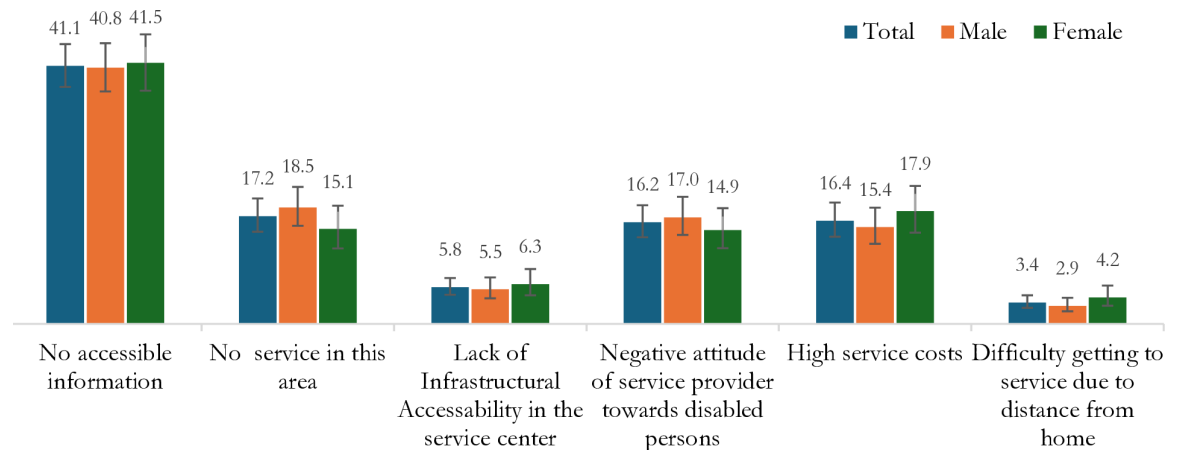 41.1 40.8 41.5
Total Male Female
17.2 18.5 15.1
5.8 5.5 6.3
16.2 17.0 14.9
16.4 15.4 17.9
3.4 2.9 4.2
No accessible
information
No service in this
area
Lack of
Infrastructural
Accessability in the
service center
Negative attitude
of service provider
towards disabled
persons
High service costs
Difficulty getting to
service due to
distance from
home